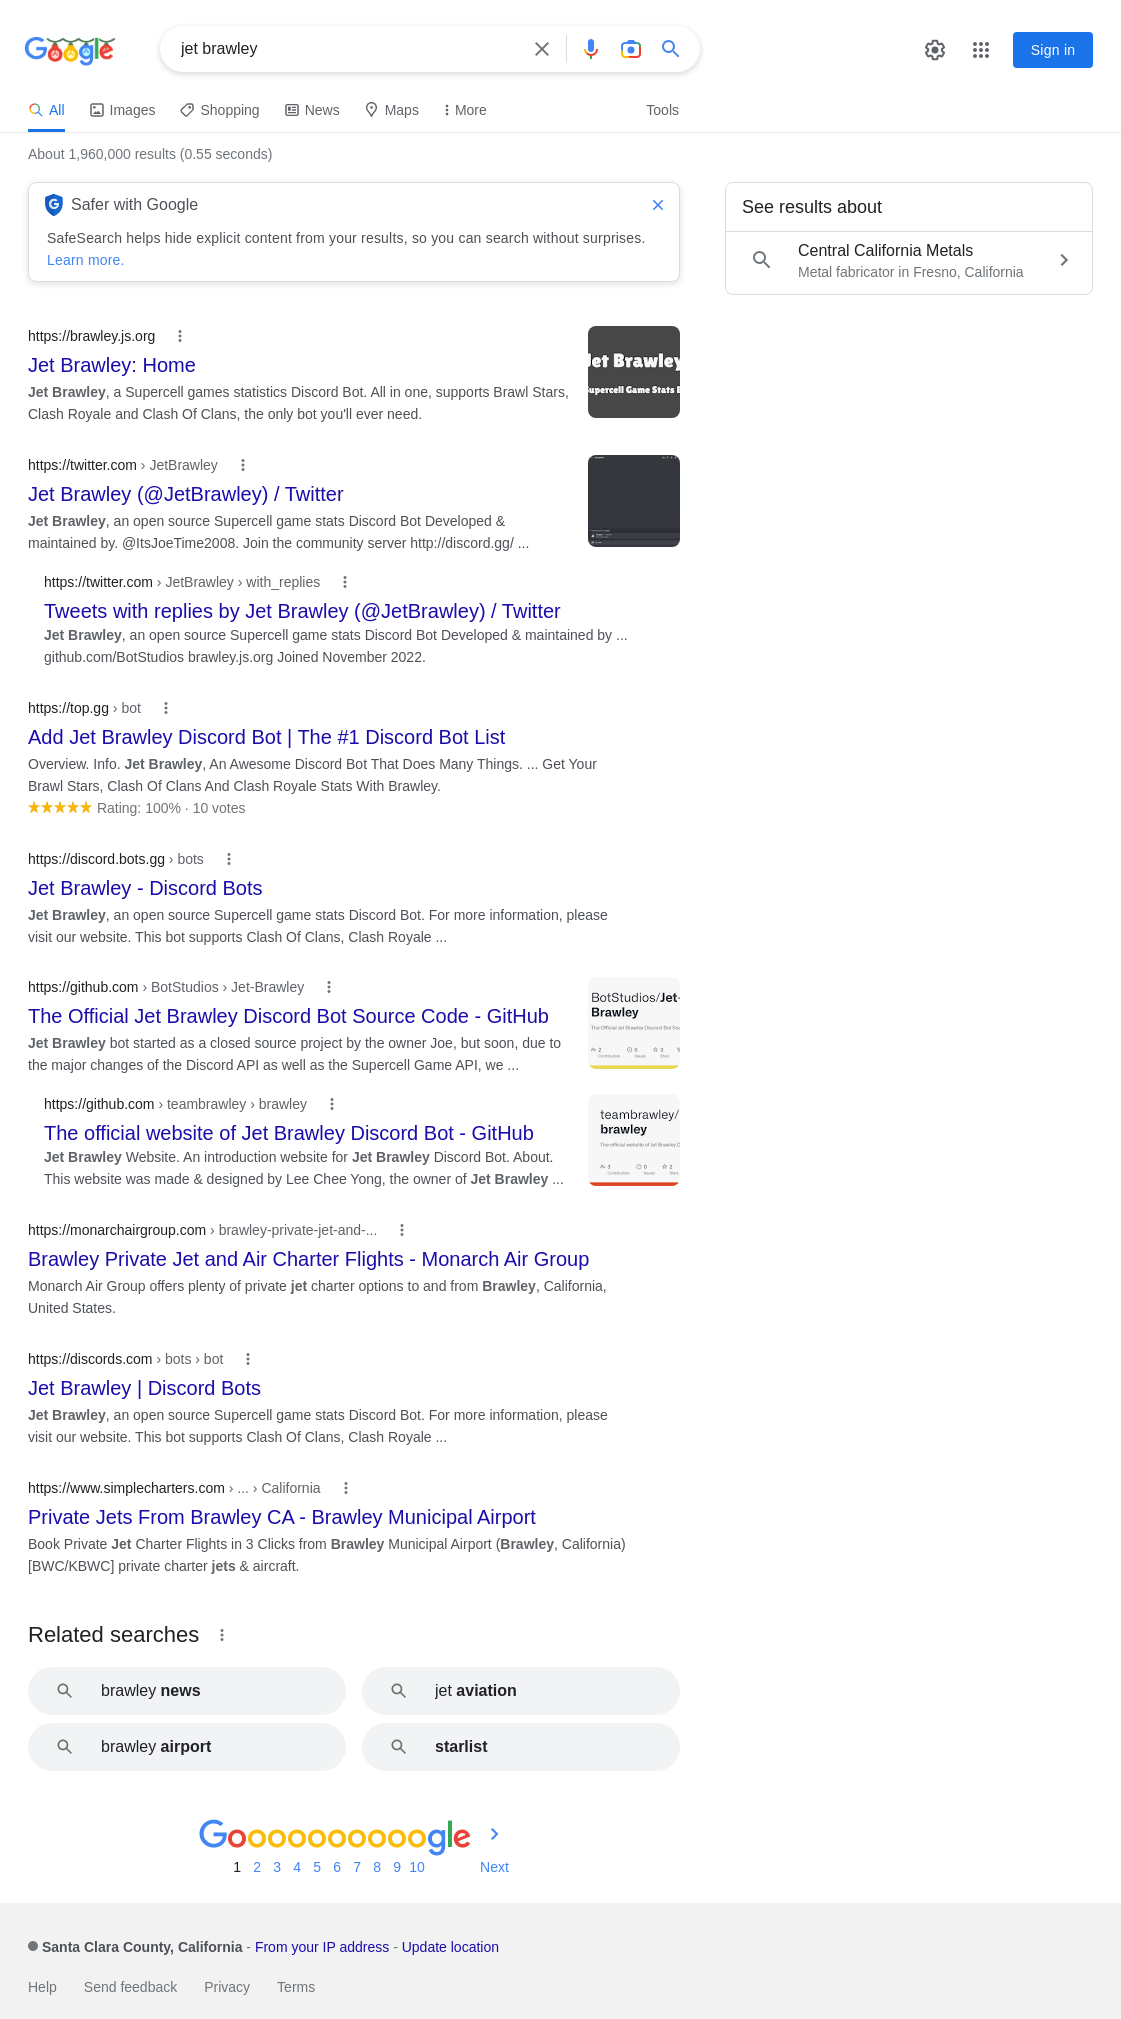 Google
jet brawley
Sign in
All
Images
Shopping
News
Maps
More
Tools
About 1,960,000 results (0.55 seconds)
Safer with Google
SafeSearch helps hide explicit content from your results, so you can search without surprises.
Learn more.
See results about
Central California Metals
Metal fabricator in Fresno, California
https://brawley.js.org
Jet Brawley: Home
Jet Brawley, a Supercell games statistics Discord Bot. All in one, supports Brawl Stars,
Clash Royale and Clash Of Clans, the only bot you'll ever need.
Jet Brawley
Supercell Game Stats
https://twitter.com › JetBrawley
Jet Brawley (@JetBrawley) / Twitter
Jet Brawley, an open source Supercell game stats Discord Bot Developed &
maintained by. @ItsJoeTime2008. Join the community server http://discord.gg/ ...
https://twitter.com › JetBrawley › with_replies
Tweets with replies by Jet Brawley (@JetBrawley) / Twitter
Jet Brawley, an open source Supercell game stats Discord Bot Developed & maintained by ...
github.com/BotStudios brawley.js.org Joined November 2022.
https://top.gg › bot
Add Jet Brawley Discord Bot | The #1 Discord Bot List
Overview. Info. Jet Brawley, An Awesome Discord Bot That Does Many Things. ... Get Your
Brawl Stars, Clash Of Clans And Clash Royale Stats With Brawley.
Rating: 100% · 10 votes
https://discord.bots.gg › bots
Jet Brawley - Discord Bots
Jet Brawley, an open source Supercell game stats Discord Bot. For more information, please
visit our website. This bot supports Clash Of Clans, Clash Royale ...
https://github.com › BotStudios › Jet-Brawley
The Official Jet Brawley Discord Bot Source Code - GitHub
Jet Brawley bot started as a closed source project by the owner Joe, but soon, due to
the major changes of the Discord API as well as the Supercell Game API, we ...
BotStudios/Jet-
Brawley
The Official Jet Brawley Discord Bot
2 0 3
Contributors Issues Stars
https://github.com › teambrawley › brawley
The official website of Jet Brawley Discord Bot - GitHub
Jet Brawley Website. An introduction website for Jet Brawley Discord Bot. About.
This website was made & designed by Lee Chee Yong, the owner of Jet Brawley ...
teambrawley/
brawley
The official website of Jet Brawley
3 0 2
Contributors Issues Stars
https://monarchairgroup.com › brawley-private-jet-and-...
Brawley Private Jet and Air Charter Flights - Monarch Air Group
Monarch Air Group offers plenty of private jet charter options to and from Brawley, California,
United States.
https://discords.com › bots › bot
Jet Brawley | Discord Bots
Jet Brawley, an open source Supercell game stats Discord Bot. For more information, please
visit our website. This bot supports Clash Of Clans, Clash Royale ...
https://www.simplecharters.com › ... › California
Private Jets From Brawley CA - Brawley Municipal Airport
Book Private Jet Charter Flights in 3 Clicks from Brawley Municipal Airport (Brawley, California)
[BWC/KBWC] private charter jets & aircraft.
Related searches
brawley news
jet aviation
brawley airport
starlist
Goooooooooogle
1 2 3 4 5 6 7 8 9 10 Next
Santa Clara County, California - From your IP address - Update location
Help Send feedback Privacy Terms